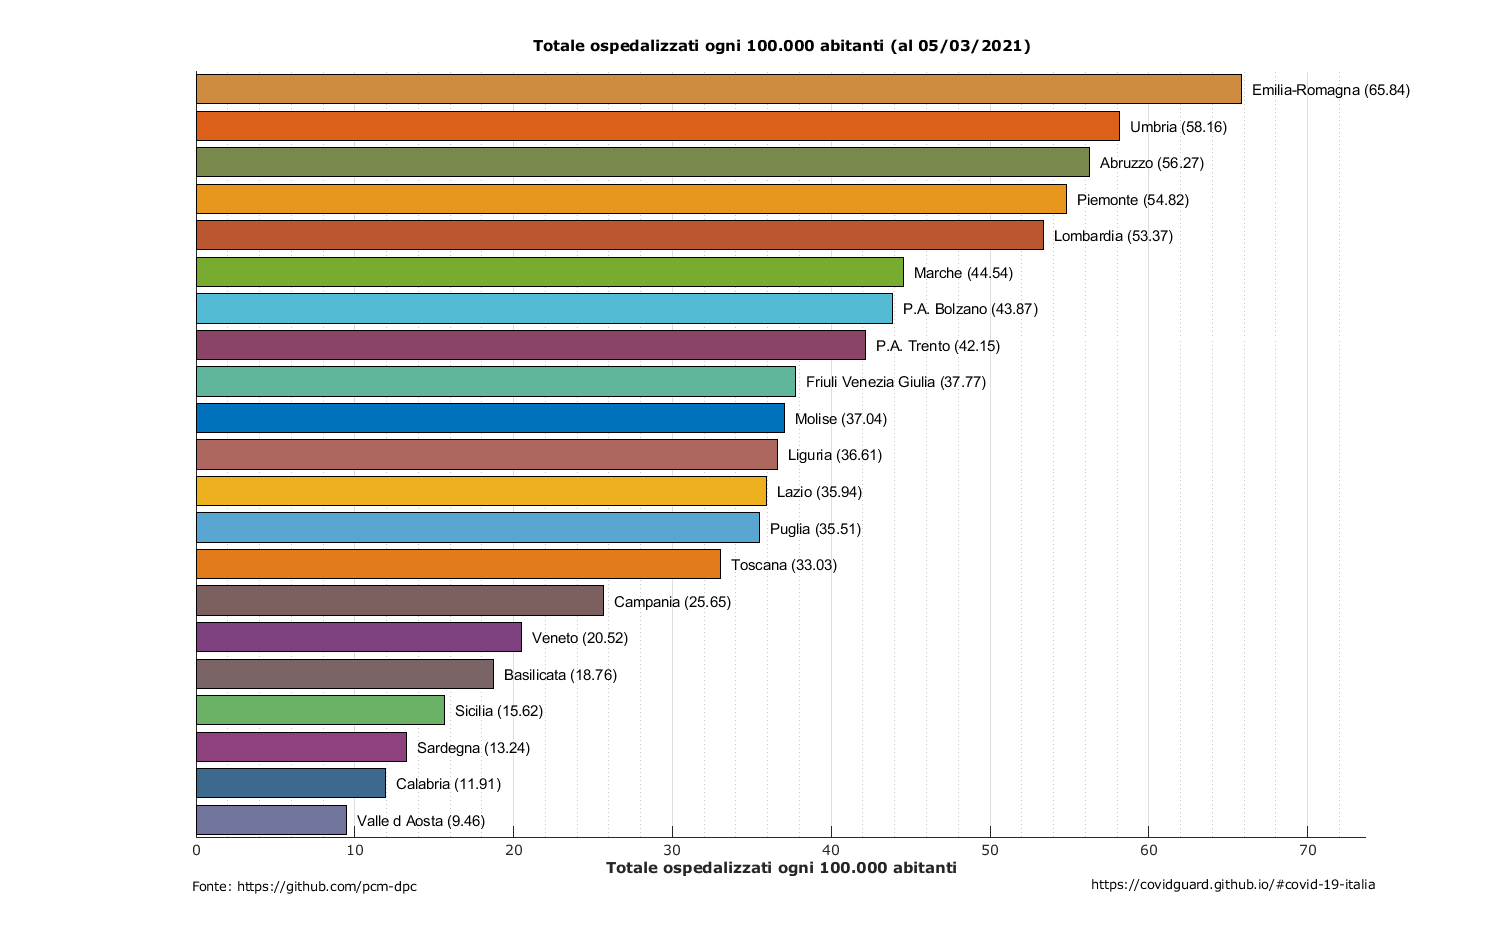 Totale ospedalizzati ogni 100.000 abitanti (al 05/03/2021)
Emilia-Romagna (65.84)
Umbria (58.16)
Abruzzo (56.27)
Piemonte (54.82)
Lombardia (53.37)
Marche (44.54)
P.A. Bolzano (43.87)
P.A. Trento (42.15)
Friuli Venezia Giulia (37.77)
Molise (37.04)
Liguria (36.61)
Lazio (35.94)
Puglia (35.51)
Toscana (33.03)
Campania (25.65)
Veneto (20.52)
Basilicata (18.76)
Sicilia (15.62)
Sardegna (13.24)
Calabria (11.91)
Valle d Aosta (9.46)
0 10 20 30 40 50 60 70
Totale ospedalizzati ogni 100.000 abitanti
Fonte: https://github.com/pcm-dpc
https://covidguard.github.io/#covid-19-italia